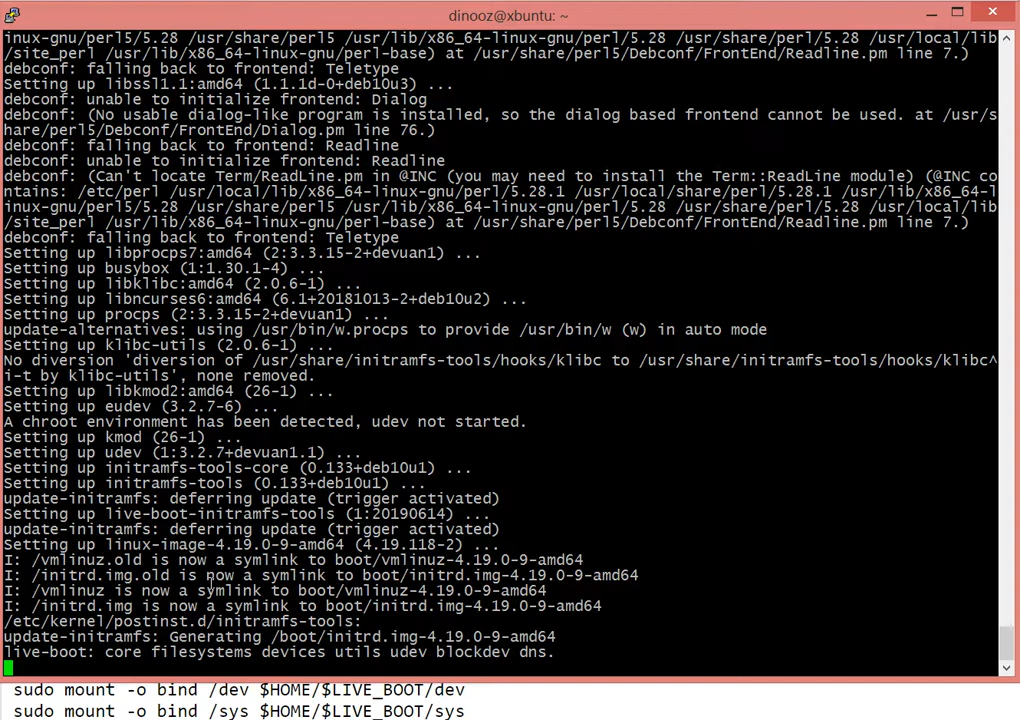 dinooz@xbuntu: ~
inux-gnu/perl5/5.28 /usr/share/perl5 /usr/lib/x86_64-linux-gnu/perl/5.28 /usr/share/perl/5.28 /usr/local/lib
/site_perl /usr/lib/x86_64-linux-gnu/perl-base) at /usr/share/perl5/Debconf/FrontEnd/Readline.pm line 7.)
debconf: falling back to frontend: Teletype
Setting up libssl1.1:amd64 (1.1.1d-0+deb10u3) ...
debconf: unable to initialize frontend: Dialog
debconf: (No usable dialog-like program is installed, so the dialog based frontend cannot be used. at /usr/s
hare/perl5/Debconf/FrontEnd/Dialog.pm line 76.)
debconf: falling back to frontend: Readline
debconf: unable to initialize frontend: Readline
debconf: (Can't locate Term/ReadLine.pm in @INC (you may need to install the Term::ReadLine module) (@INC co
ntains: /etc/perl /usr/local/lib/x86_64-linux-gnu/perl/5.28.1 /usr/local/share/perl/5.28.1 /usr/lib/x86_64-l
inux-gnu/perl5/5.28 /usr/share/perl5 /usr/lib/x86_64-linux-gnu/perl/5.28 /usr/share/perl/5.28 /usr/local/lib
/site_perl /usr/lib/x86_64-linux-gnu/perl-base) at /usr/share/perl5/Debconf/FrontEnd/Readline.pm line 7.)
debconf: falling back to frontend: Teletype
Setting up libprocps7:amd64 (2:3.3.15-2+devuan1) ...
Setting up busybox (1:1.30.1-4) ...
Setting up libklibc:amd64 (2.0.6-1) ...
Setting up libncurses6:amd64 (6.1+20181013-2+deb10u2) ...
Setting up procps (2:3.3.15-2+devuan1) ...
update-alternatives: using /usr/bin/w.procps to provide /usr/bin/w (w) in auto mode
Setting up klibc-utils (2.0.6-1) ...
No diversion 'diversion of /usr/share/initramfs-tools/hooks/klibc to /usr/share/initramfs-tools/hooks/klibc^
i-t by klibc-utils', none removed.
Setting up libkmod2:amd64 (26-1) ...
Setting up eudev (3.2.7-6) ...
A chroot environment has been detected, udev not started.
Setting up kmod (26-1) ...
Setting up udev (1:3.2.7+devuan1.1) ...
Setting up initramfs-tools-core (0.133+deb10u1) ...
Setting up initramfs-tools (0.133+deb10u1) ...
update-initramfs: deferring update (trigger activated)
Setting up live-boot-initramfs-tools (1:20190614) ...
update-initramfs: deferring update (trigger activated)
Setting up linux-image-4.19.0-9-amd64 (4.19.118-2) ...
I: /vmlinuz.old is now a symlink to boot/vmlinuz-4.19.0-9-amd64
I: /initrd.img.old is now a symlink to boot/initrd.img-4.19.0-9-amd64
I: /vmlinuz is now a symlink to boot/vmlinuz-4.19.0-9-amd64
I: /initrd.img is now a symlink to boot/initrd.img-4.19.0-9-amd64
/etc/kernel/postinst.d/initramfs-tools:
update-initramfs: Generating /boot/initrd.img-4.19.0-9-amd64
live-boot: core filesystems devices utils udev blockdev dns.
sudo mount -o bind /dev $HOME/$LIVE_BOOT/dev
sudo mount -o bind /sys $HOME/$LIVE_BOOT/sys